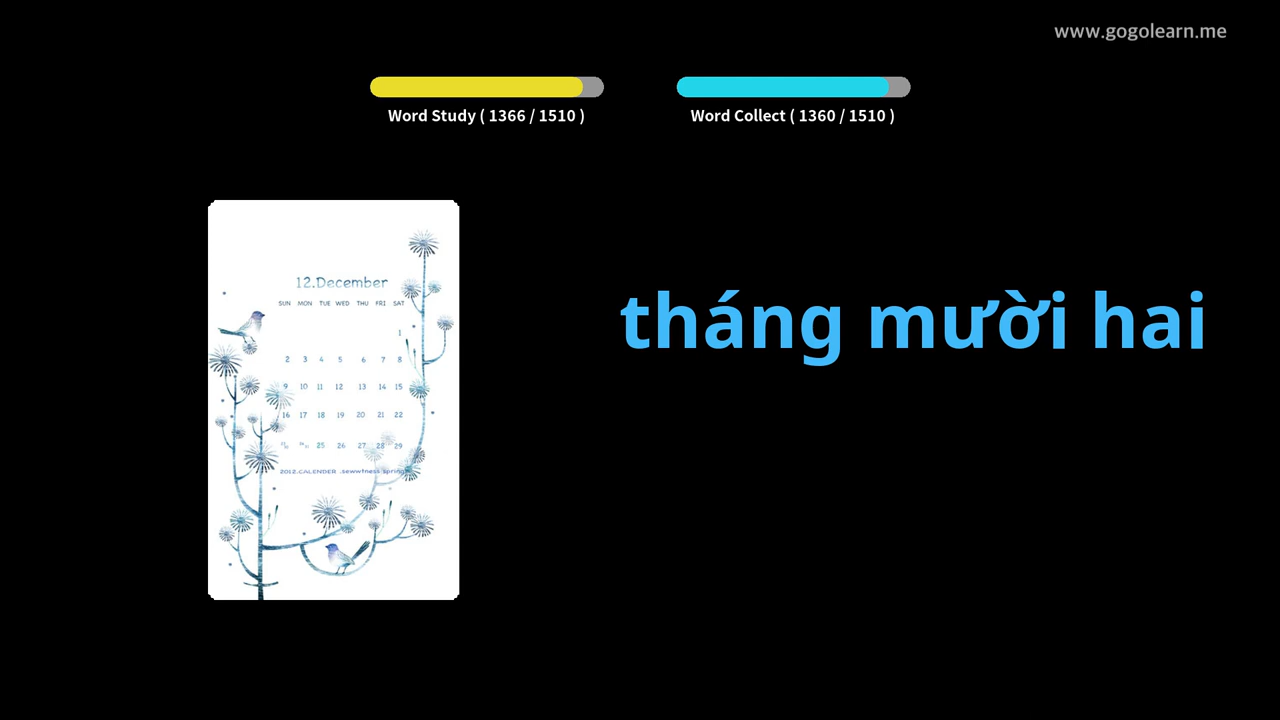 www.gogolearn.me
Word Study ( 1366 / 1510 )
Word Collect ( 1360 / 1510 )
tháng mười hai
12.December
SUN MON TUE WED THU FRI SAT
1
2 3 4 5 6 7 8
9 10 11 12 13 14 15
16 17 18 19 20 21 22
25 26 27 28 29
2012.CALENDER .sewwtness spring